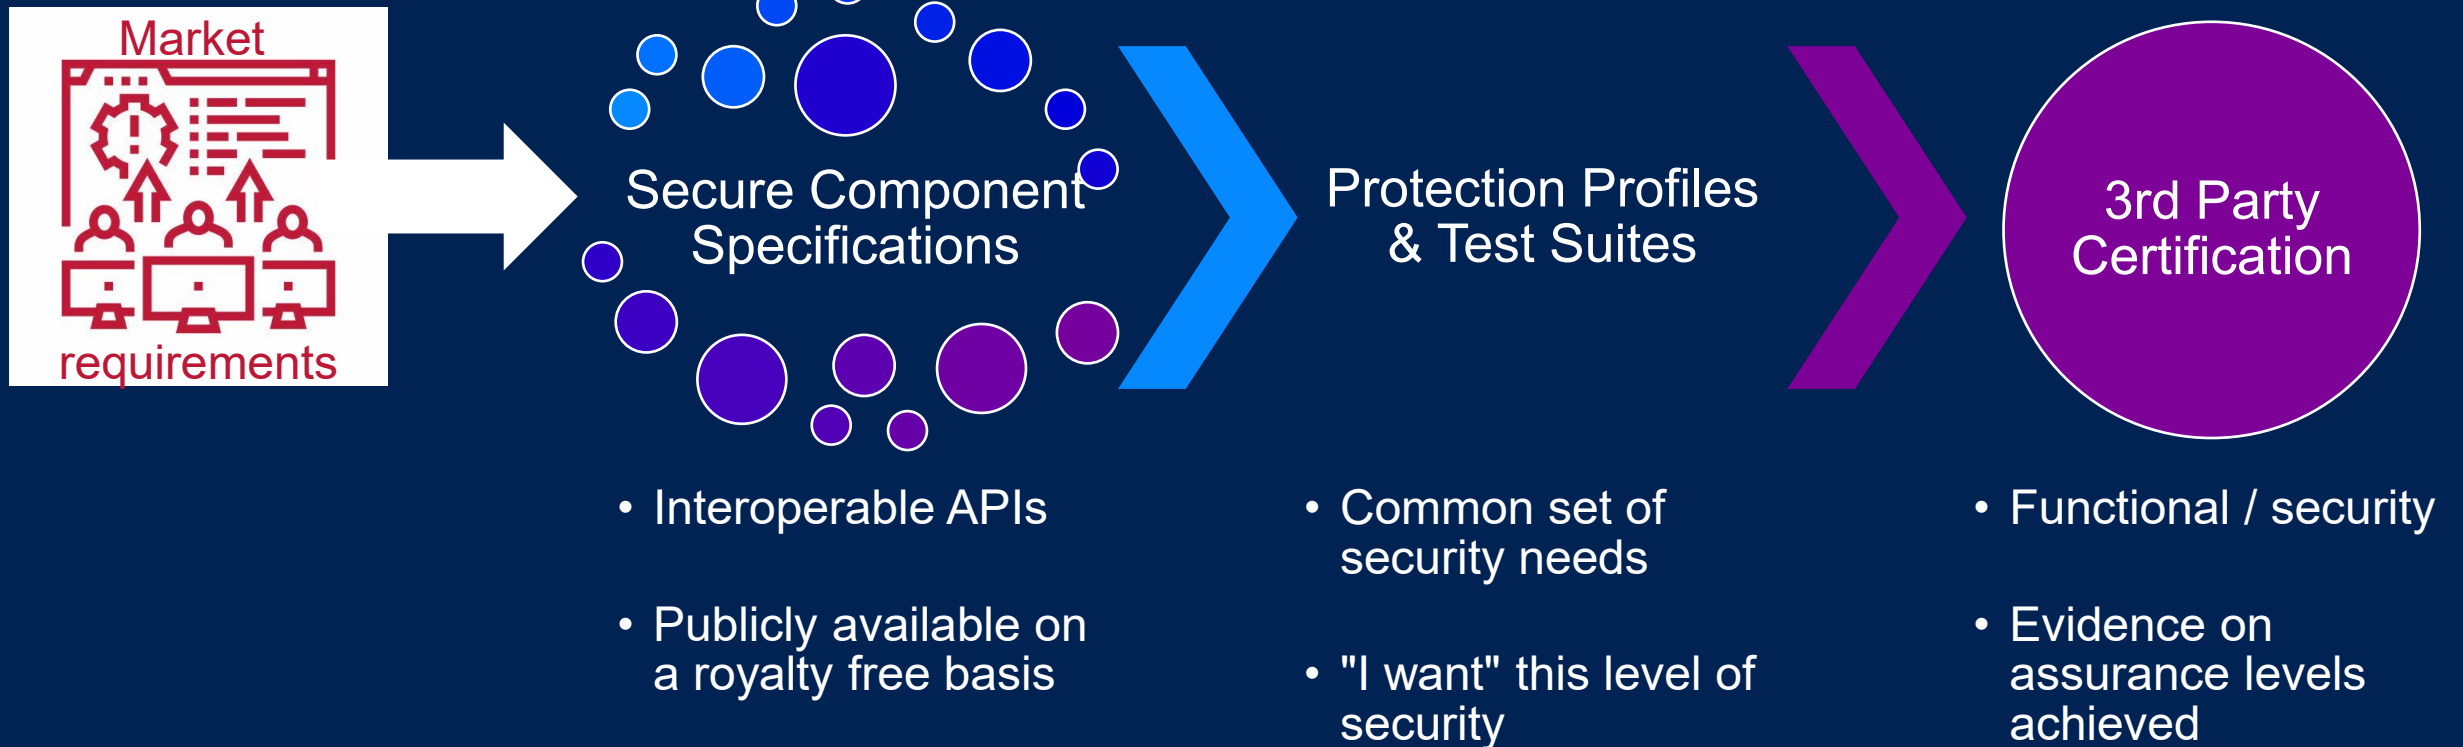 Market
requirements
Secure Component
Specifications
Protection Profiles
& Test Suites
3rd Party
Certification
• Interoperable APIs
• Publicly available on
a royalty free basis
• Common set of
security needs
• "I want" this level of
security
• Functional / security
• Evidence on
assurance levels
achieved